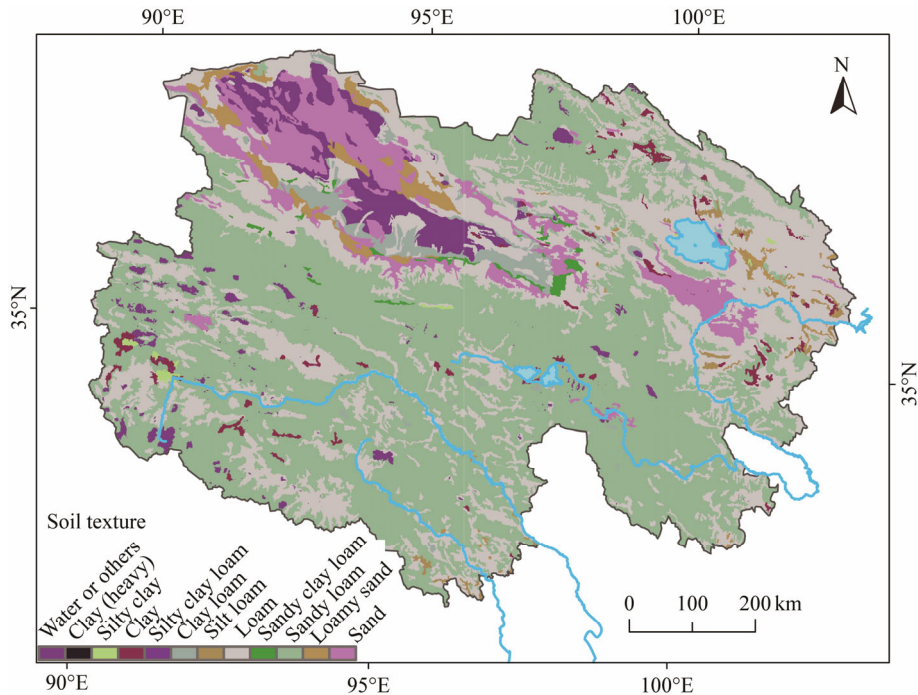 90°E 95°E 100°E
N
35°N
35°N
Soil texture
Water or others
Clay (heavy)
Silty clay
Clay
Silty clay loam
Clay loam
Silt loam
Loam
Sandy clay loam
Sandy loam
Loamy sand
Sand
0 100 200 km
90°E 95°E 100°E